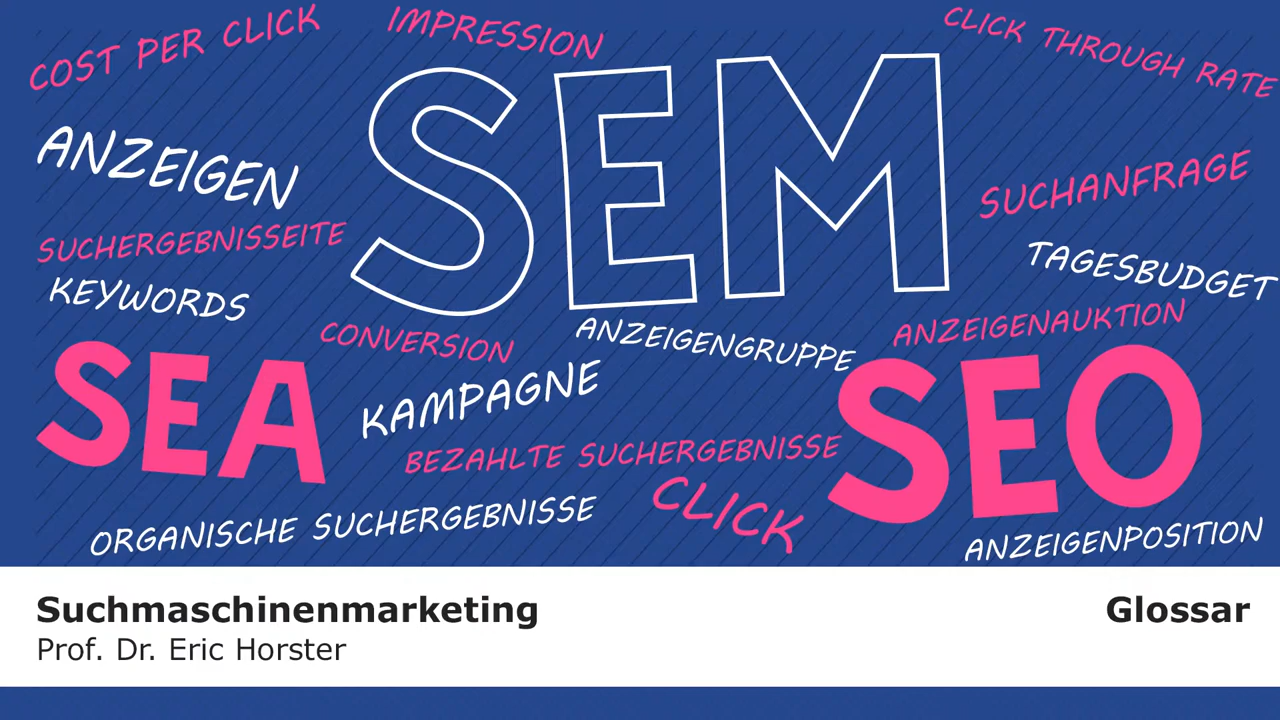 COST PER CLICK
IMPRESSION
CLICK THROUGH RATE
SEM
ANZEIGEN
SUCHANFRAGE
SUCHERGEBNISSEITE
TAGESBUDGET
KEYWORDS
CONVERSION
ANZEIGENGRUPPE
ANZEIGENAUKTION
SEA
KAMPAGNE
SEO
BEZAHLTE SUCHERGEBNISSE
CLICK
ORGANISCHE SUCHERGEBNISSE
ANZEIGENPOSITION
Suchmaschinenmarketing
Glossar
Prof. Dr. Eric Horster